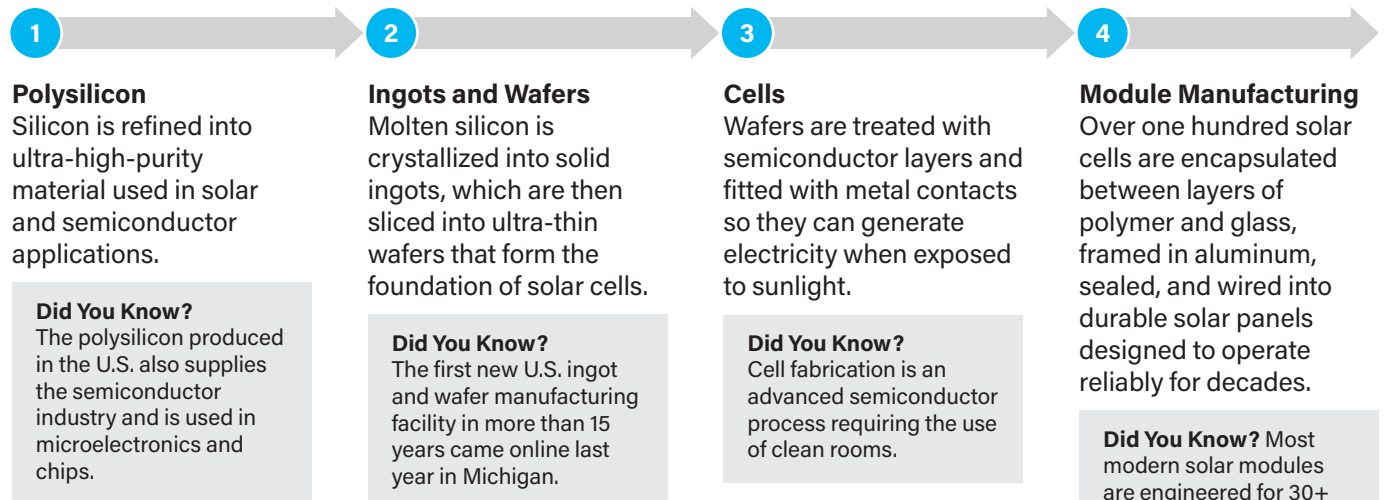 1
2
3
4
Polysilicon
Silicon is refined into
ultra-high-purity
material used in solar
and semiconductor
applications.
Did You Know?
The polysilicon produced
in the U.S. also supplies
the semiconductor
industry and is used in
microelectronics and
chips.
Ingots and Wafers
Molten silicon is
crystallized into solid
ingots, which are then
sliced into ultra-thin
wafers that form the
foundation of solar cells.
Did You Know?
The first new U.S. ingot
and wafer manufacturing
facility in more than 15
years came online last
year in Michigan.
Cells
Wafers are treated with
semiconductor layers and
fitted with metal contacts
so they can generate
electricity when exposed
to sunlight.
Did You Know?
Cell fabrication is an
advanced semiconductor
process requiring the use
of clean rooms.
Module Manufacturing
Over one hundred solar
cells are encapsulated
between layers of
polymer and glass,
framed in aluminum,
sealed, and wired into
durable solar panels
designed to operate
reliably for decades.
Did You Know? Most
modern solar modules
are engineered for 30+